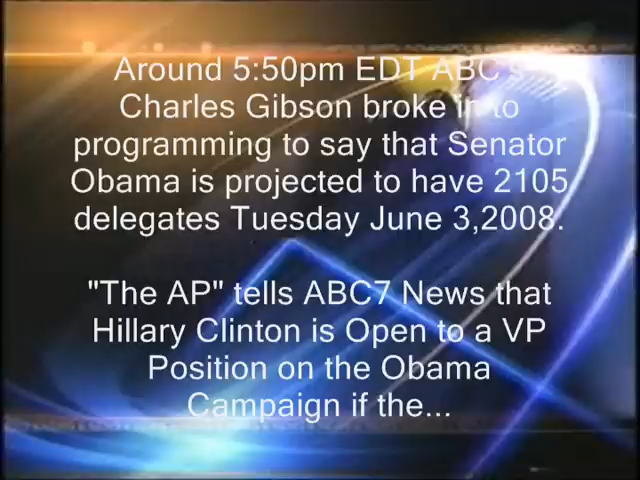 Around 5:50pm EDT ABC's
Charles Gibson broke in to
programming to say that Senator
Obama is projected to have 2105
delegates Tuesday June 3,2008.
"The AP" tells ABC7 News that
Hillary Clinton is Open to a VP
Position on the Obama
Campaign if the...